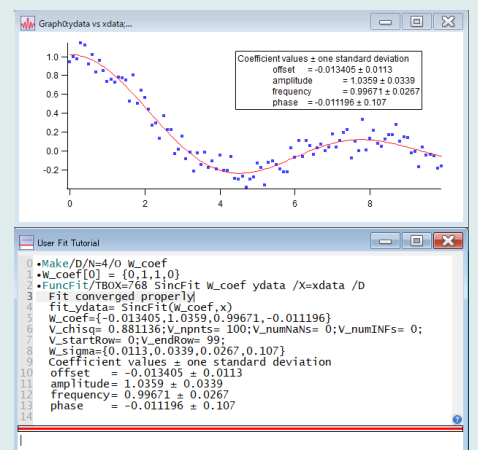 Graph0:ydata vs xdata;...
Coefficient values ± one standard deviation
offset = -0.013405 ± 0.0113
amplitude = 1.0359 ± 0.0339
frequency = 0.99671 ± 0.0267
phase = -0.011196 ± 0.107
1.0
0.8
0.6
0.4
0.2
0.0
-0.2
0 2 4 6 8
User Fit Tutorial
0 •Make/D/N=4/O W_coef
1 •W_coef[0] = {0,1,1,0}
2 •FuncFit/TBOX=768 SincFit W_coef ydata /X=xdata /D
3 Fit converged properly
4 fit_ydata= SincFit(W_coef,x)
5 W_coef={-0.013405,1.0359,0.99671,-0.011196}
6 V_chisq= 0.881136;V_npnts= 100;V_numNaNs= 0;V_numINFs= 0;
7 V_startRow= 0;V_endRow= 99;
8 W_sigma={0.0113,0.0339,0.0267,0.107}
9 Coefficient values ± one standard deviation
10 offset = -0.013405 ± 0.0113
11 amplitude= 1.0359 ± 0.0339
12 frequency= 0.99671 ± 0.0267
13 phase = -0.011196 ± 0.107
14